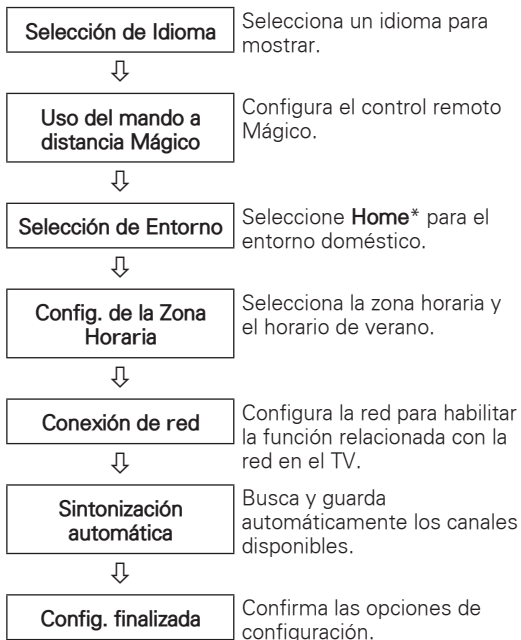 Selección de Idioma
Selecciona un idioma para
mostrar.
Uso del mando a
distancia Mágico
Configura el control remoto
Mágico.
Selección de Entorno
Seleccione Home* para el
entorno doméstico.
Config. de la Zona
Horaria
Selecciona la zona horaria y
el horario de verano.
Conexión de red
Configura la red para habilitar
la función relacionada con la
red en el TV.
Sintonización
automática
Busca y guarda
automáticamente los canales
disponibles.
Config. finalizada
Confirma las opciones de
configuración.